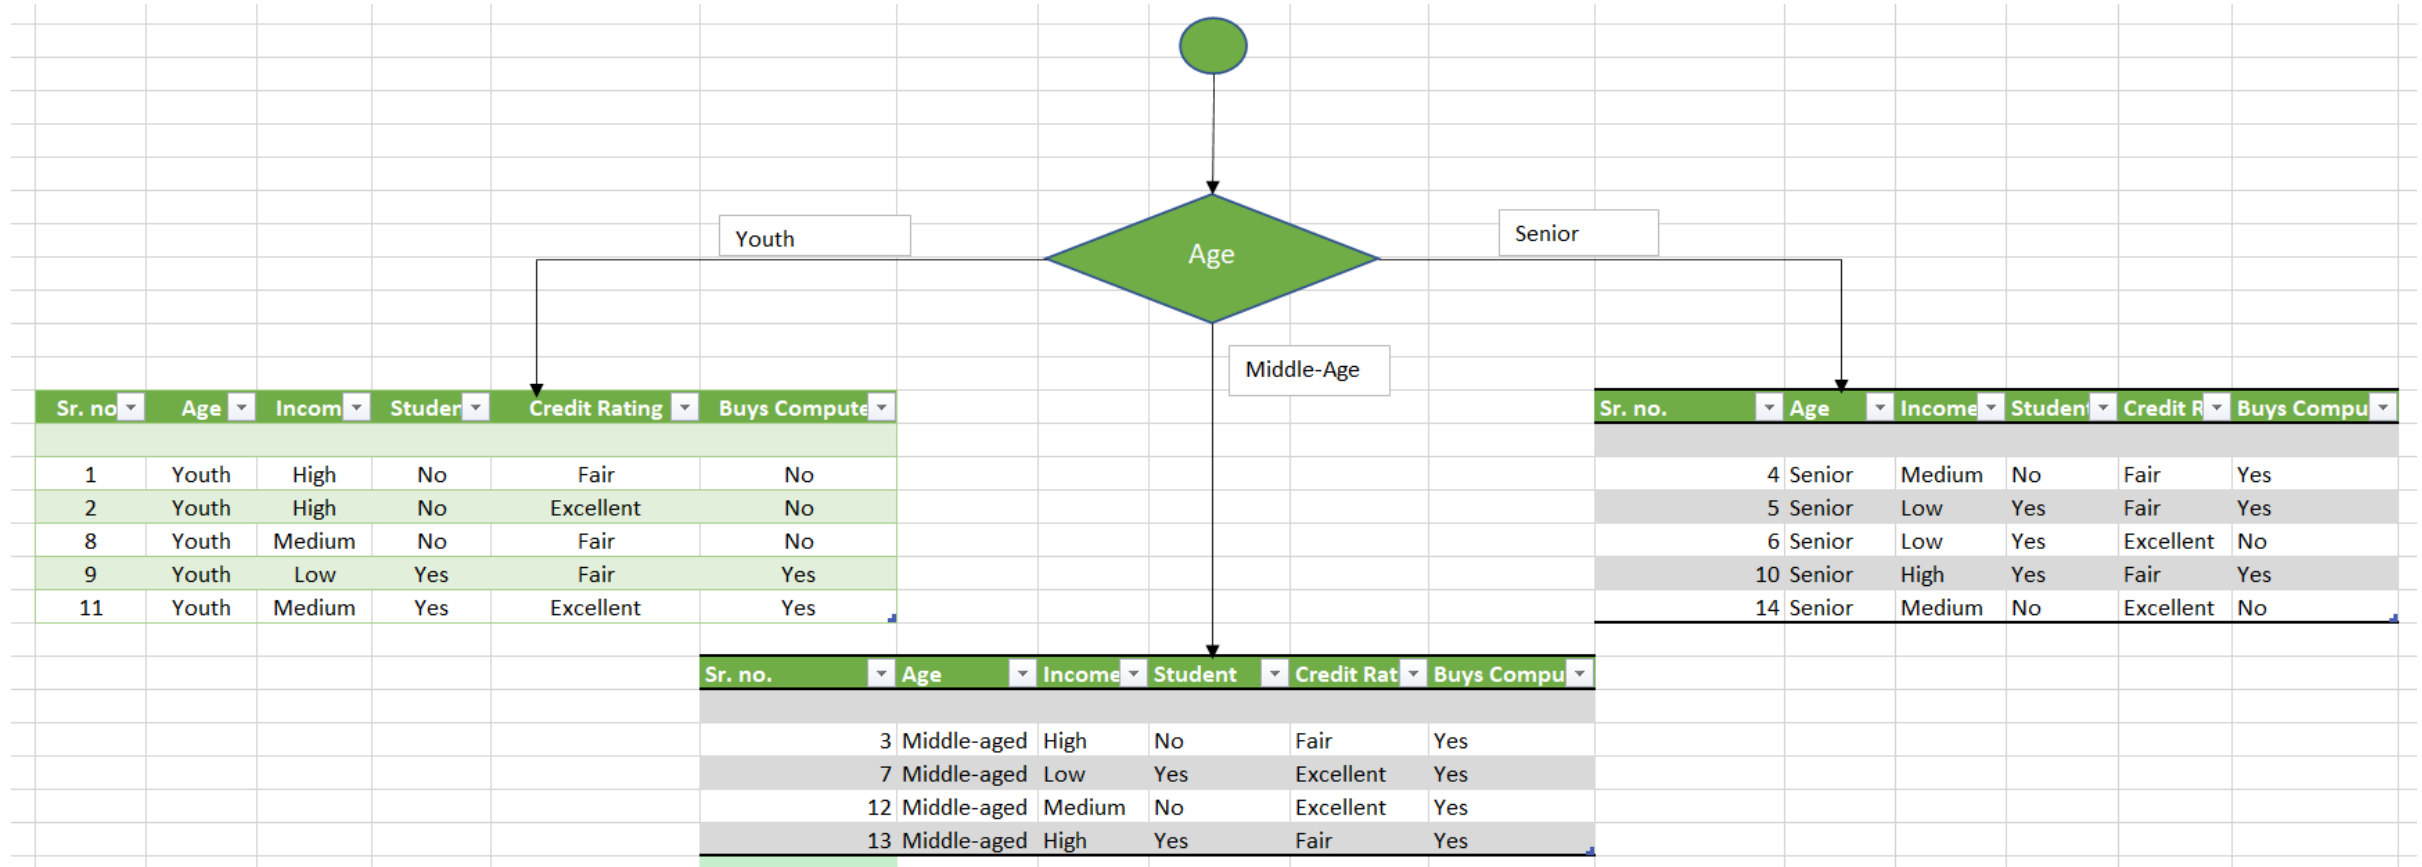 Age
Youth
Senior
Middle-Age
Sr. no Age Incom Studen Credit Rating Buys Compute
1 Youth High No Fair No
2 Youth High No Excellent No
8 Youth Medium No Fair No
9 Youth Low Yes Fair Yes
11 Youth Medium Yes Excellent Yes
Sr. no. Age Income Student Credit R Buys Compu
4 Senior Medium No Fair Yes
5 Senior Low Yes Fair Yes
6 Senior Low Yes Excellent No
10 Senior High Yes Fair Yes
14 Senior Medium No Excellent No
Sr. no. Age Income Student Credit Rat Buys Compu
3 Middle-aged High No Fair Yes
7 Middle-aged Low Yes Excellent Yes
12 Middle-aged Medium No Excellent Yes
13 Middle-aged High Yes Fair Yes